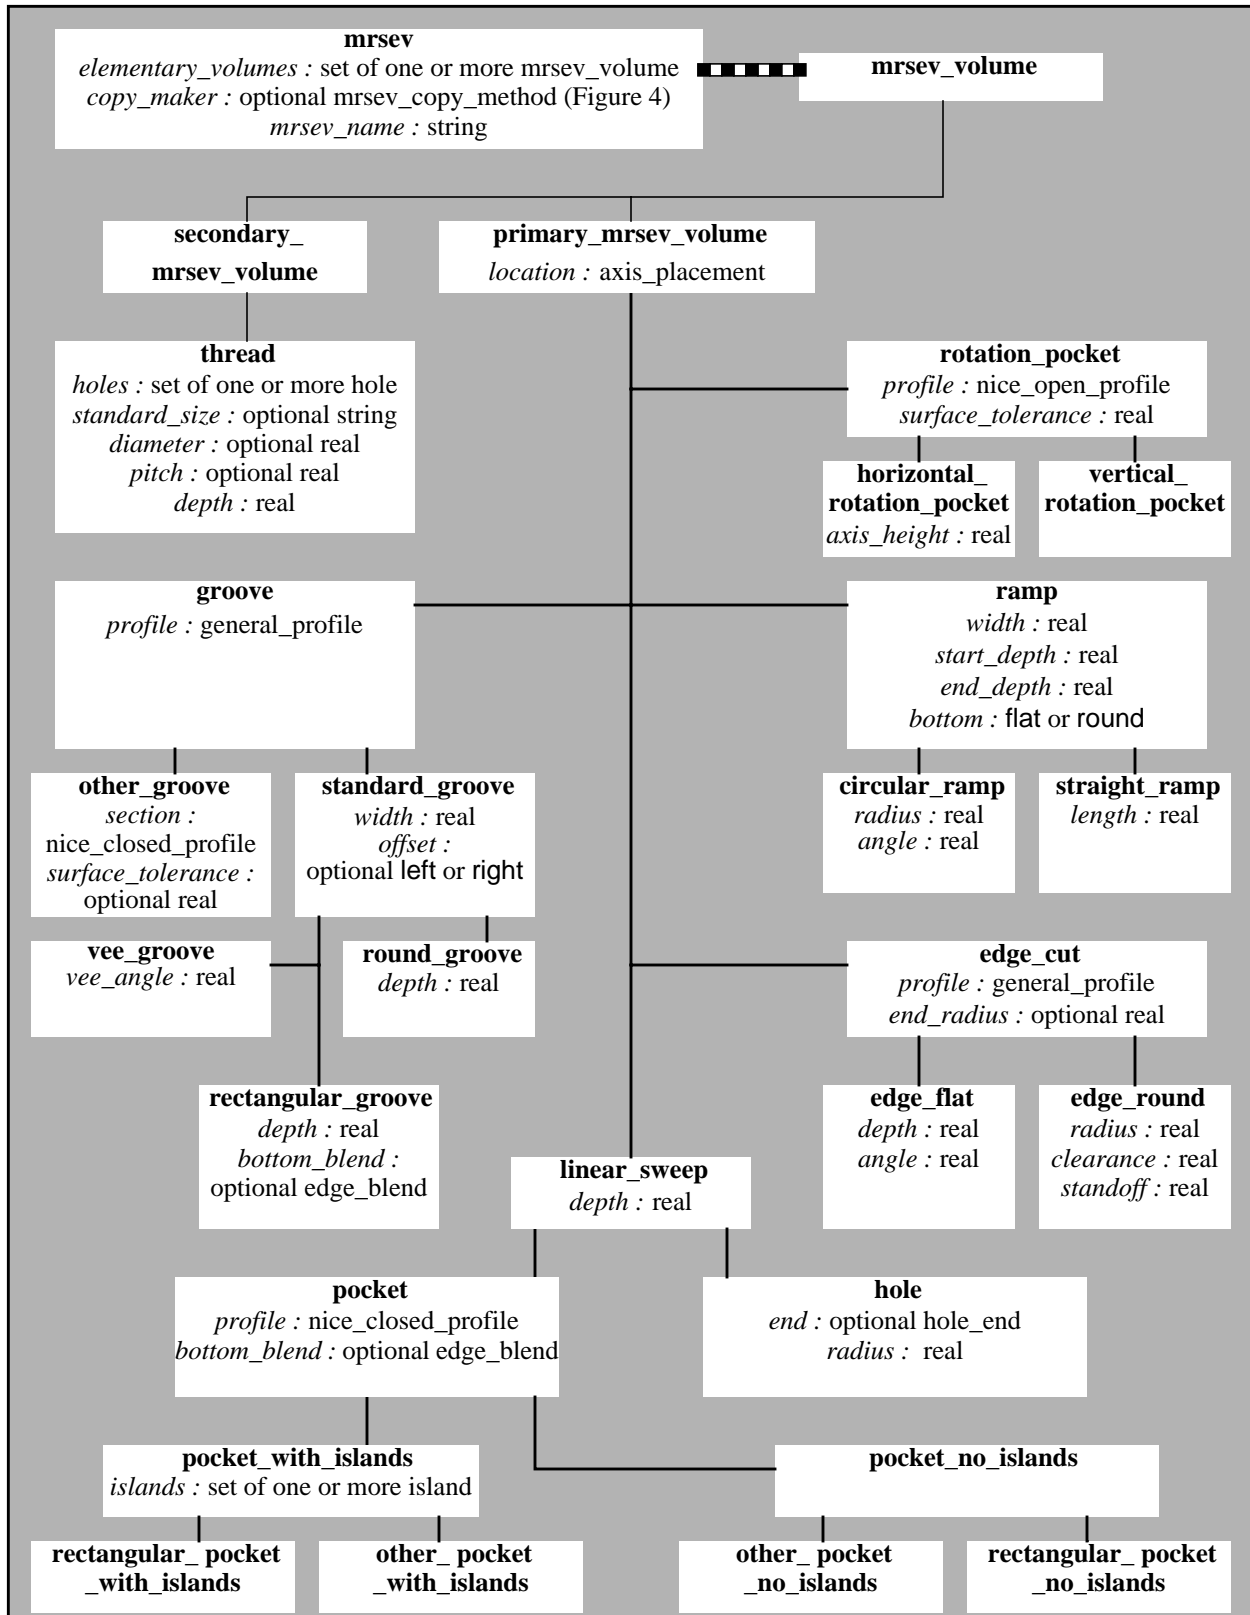 mrsev
elementary_volumes : set of one or more mrsev_volume
copy_maker : optional mrsev_copy_method (Figure 4)
mrsev_name : string
mrsev_volume
secondary_
mrsev_volume
primary_mrsev_volume
location : axis_placement
thread
holes : set of one or more hole
standard_size : optional string
diameter : optional real
pitch : optional real
depth : real
rotation_pocket
profile : nice_open_profile
surface_tolerance : real
horizontal_
rotation_pocket
axis_height : real
vertical_
rotation_pocket
groove
profile : general_profile
ramp
width : real
start_depth : real
end_depth : real
bottom : flat or round
other_groove
section :
nice_closed_profile
surface_tolerance :
optional real
standard_groove
width : real
offset :
optional left or right
circular_ramp
radius : real
angle : real
straight_ramp
length : real
vee_groove
vee_angle : real
round_groove
depth : real
edge_cut
profile : general_profile
end_radius : optional real
rectangular_groove
depth : real
bottom_blend :
optional edge_blend
edge_flat
depth : real
angle : real
edge_round
radius : real
clearance : real
standoff : real
linear_sweep
depth : real
pocket
profile : nice_closed_profile
bottom_blend : optional edge_blend
hole
end : optional hole_end
radius : real
pocket_with_islands
islands : set of one or more island
pocket_no_islands
rectangular_ pocket
_with_islands
other_ pocket
_with_islands
other_ pocket
_no_islands
rectangular_ pocket
_no_islands